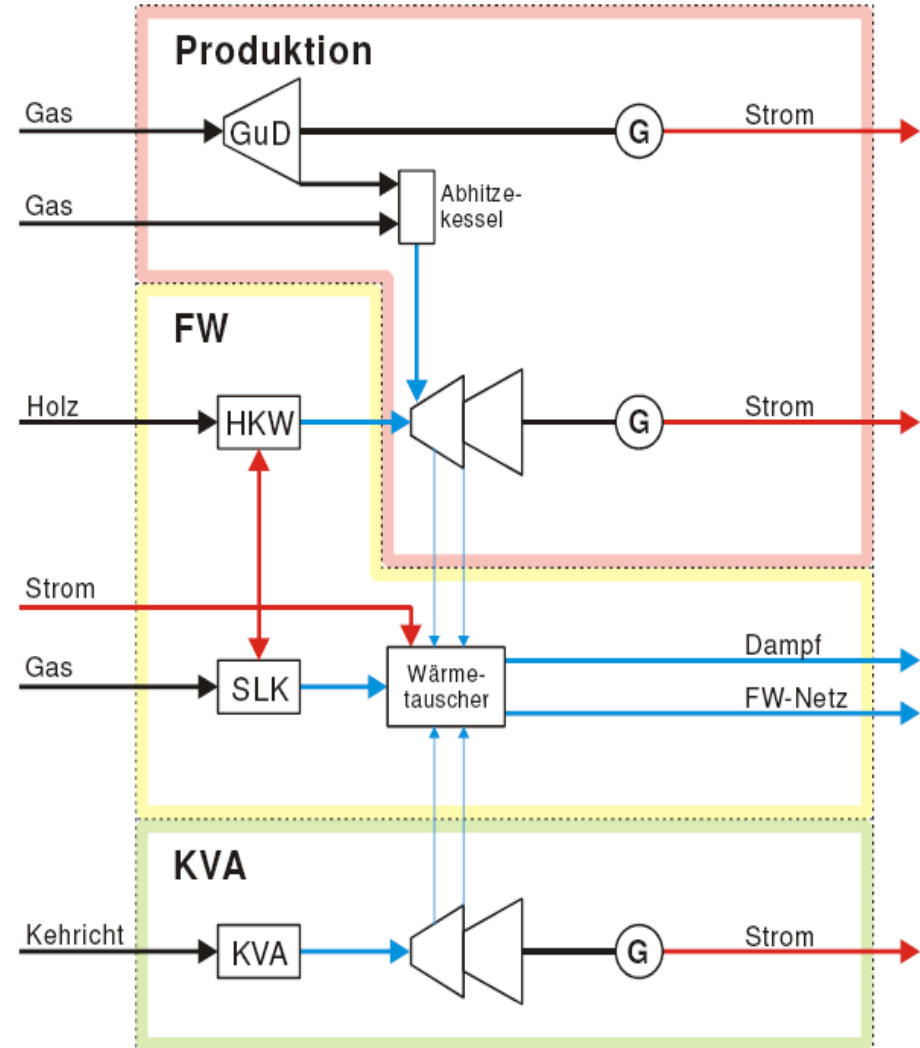 Produktion
Gas
GuD
G
Strom
Gas
Abhitze-
kessel
FW
Holz
HKW
G
Strom
Strom
Gas
SLK
Wärme-
tauscher
Dampf
FW-Netz
KVA
Kehricht
KVA
G
Strom